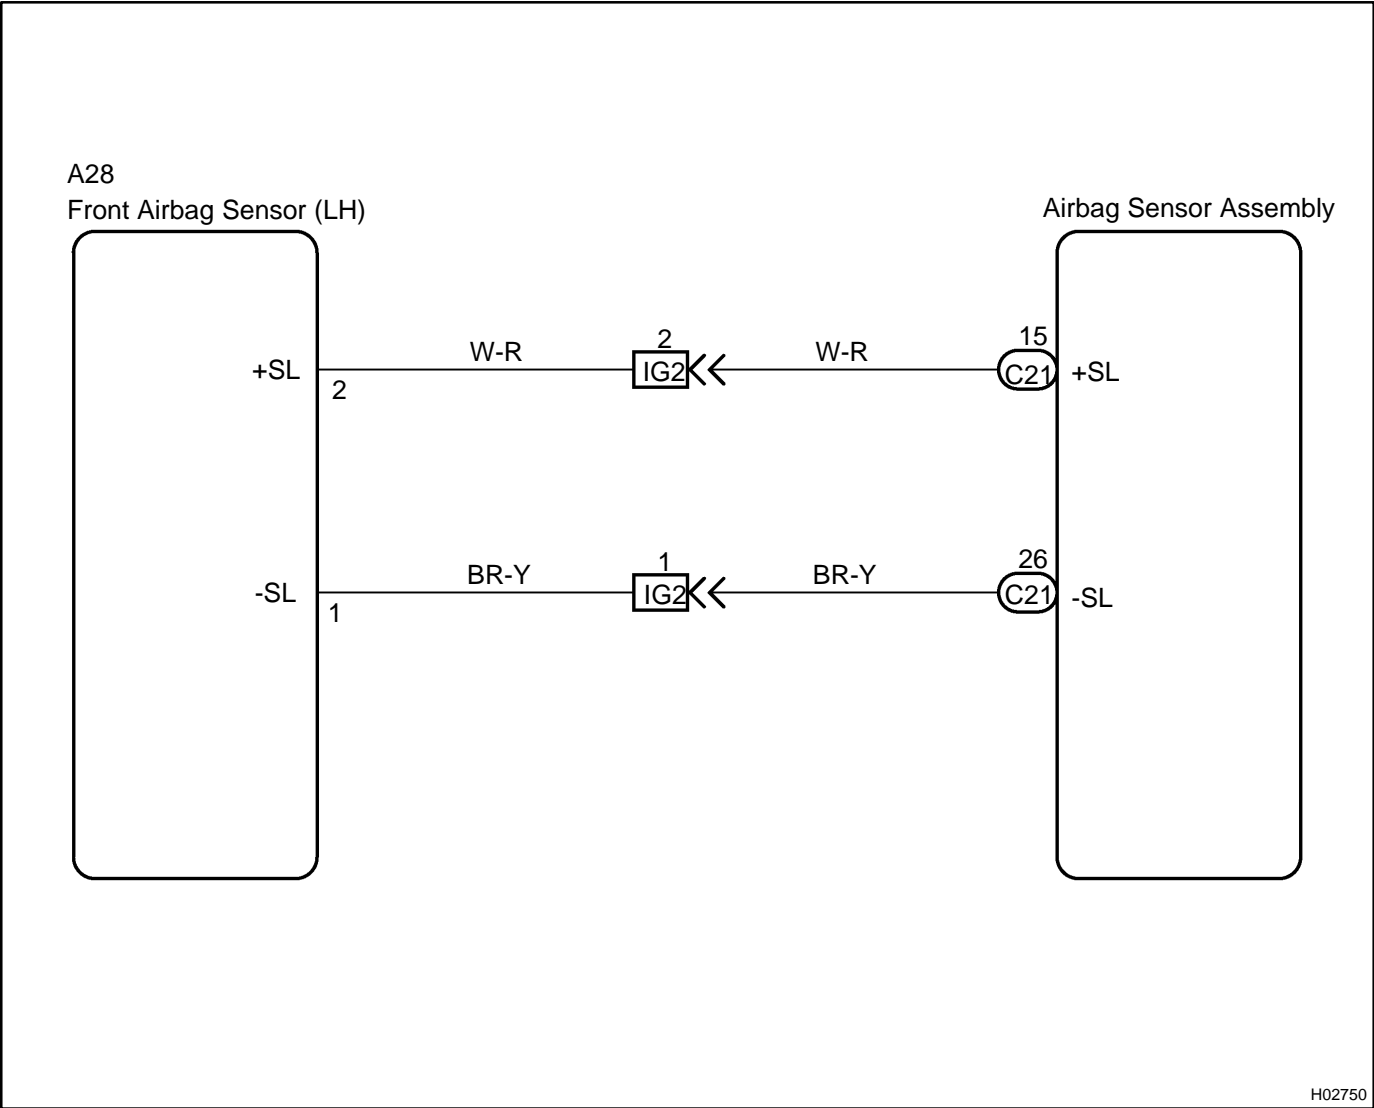 A28
Front Airbag Sensor (LH)
Airbag Sensor Assembly
+SL
2
W-R
2
IG2
W-R
15
C21
+SL
-SL
1
BR-Y
1
IG2
BR-Y
26
C21
-SL
H02750